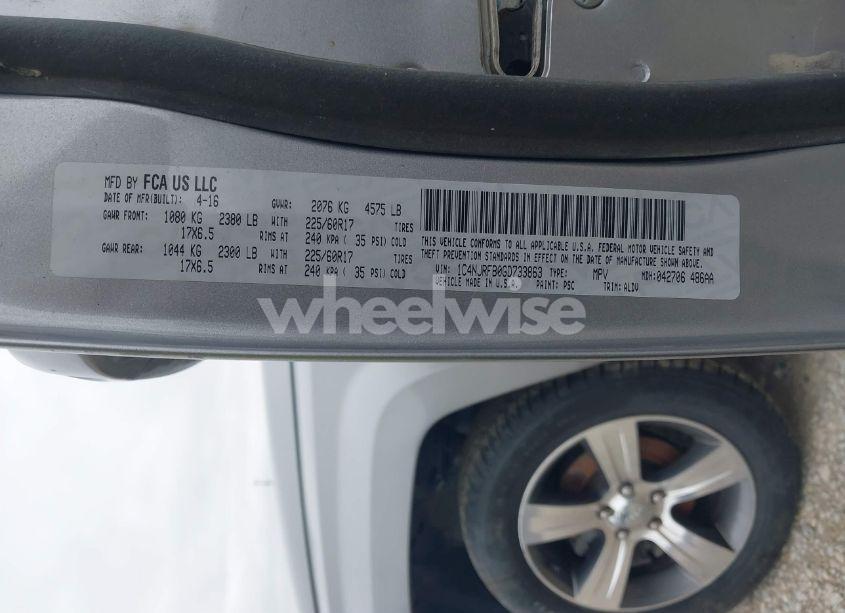 MFD BY FCA US LLC
DATE OF MFR(BUILT): 4-16 GVWR: 2076 KG 4575 LB
GAWR FRONT: 1080 KG 2380 LB WITH 225/60R17 TIRES
17X6.5 RIMS AT 240 KPA ( 35 PSI) COLD
GAWR REAR: 1044 KG 2300 LB WITH 225/60R17 TIRES
17X6.5 RIMS AT 240 KPA ( 35 PSI) COLD
THIS VEHICLE CONFORMS TO ALL APPLICABLE U.S.A. FEDERAL MOTOR VEHICLE SAFETY AND
THEFT PREVENTION STANDARDS IN EFFECT ON THE DATE OF MANUFACTURE SHOWN ABOVE.
VIN: 1C4NJRFB0GD733863 TYPE: MPV MDH:042706 486AA
VEHICLE MADE IN U.S.A. PAINT: PSC TRIM: ALDV
wheelwise